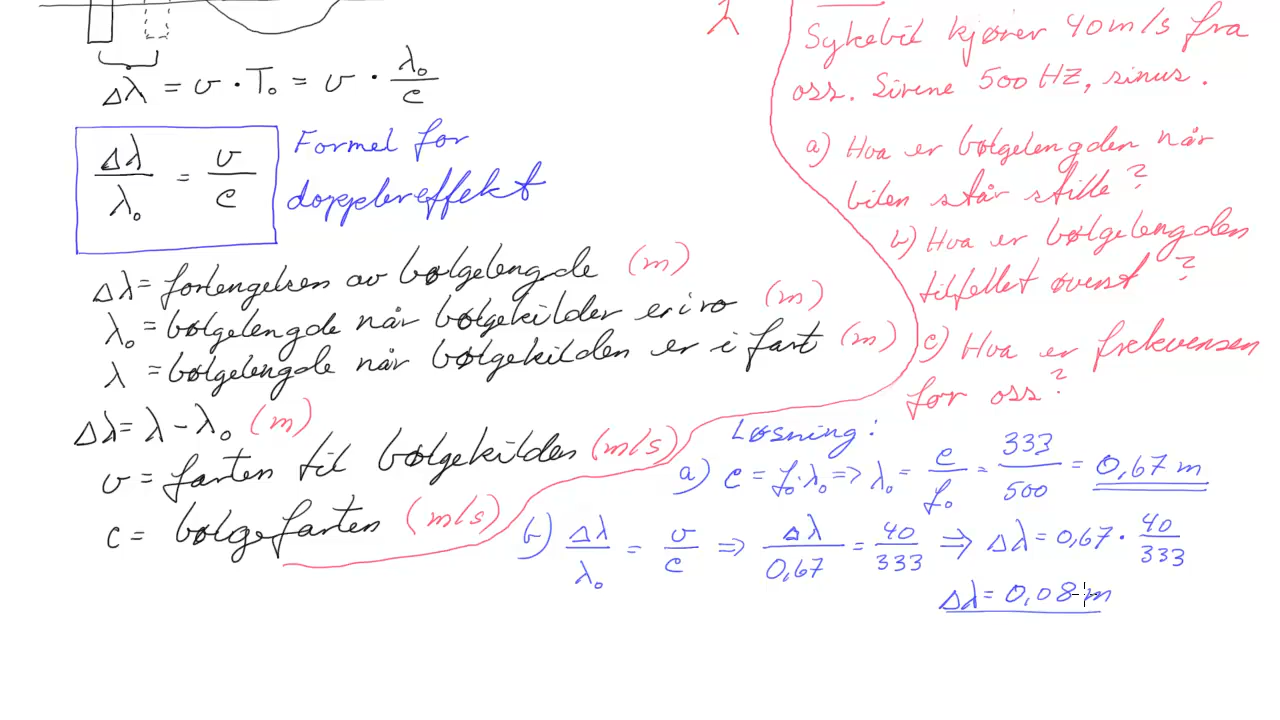 Δλ = v · T₀ = v · λ₀/c
Δλ/λ₀ = v/c
Formel for
dopplereffekt
Δλ = forlengelsen av bølgelengde (m)
λ₀ = bølgelengde når bølgekilder er i ro (m)
λ = bølgelengde når bølgekilden er i fart (m)
Δλ = λ - λ₀ (m)
v = farten til bølgekilden (m/s)
c = bølgefarten (m/s)
λ
Sykebil kjører 40 m/s fra
oss. Sirene 500 HZ, sinus.
a) Hva er bølgelengden når
bilen står stille?
b) Hva er bølgelengden
tilfellet øverst?
c) Hva er frekvensen
for oss?
Løsning:
a) c = f₀·λ₀ => λ₀ = c/f₀ = 333/500 = 0,67 m
b) Δλ/λ₀ = v/c => Δλ/0,67 = 40/333 => Δλ = 0,67 · 40/333
Δλ = 0,08 m